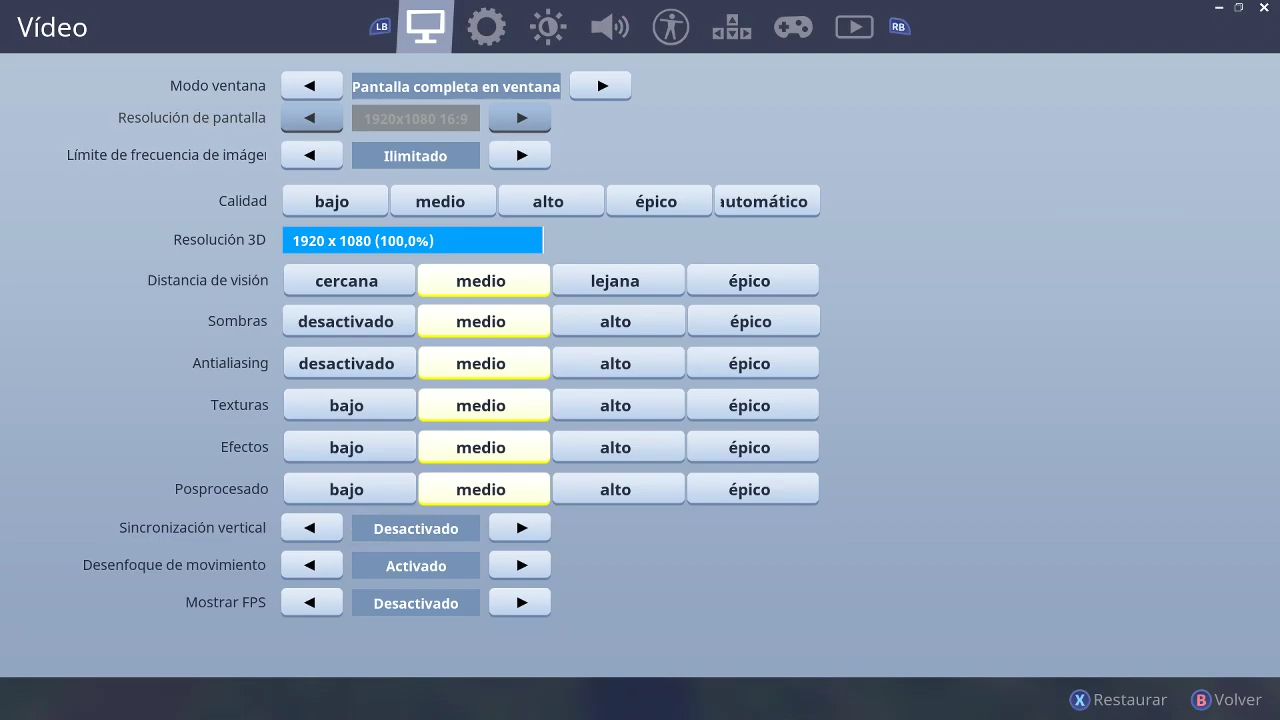 Vídeo
LB
RB
Modo ventana
Pantalla completa en ventana
Resolución de pantalla
1920x1080 16:9
Límite de frecuencia de imáger
Ilimitado
Calidad
bajo medio alto épico automático
Resolución 3D
1920 x 1080 (100,0%)
Distancia de visión
cercana medio lejana épico
Sombras
desactivado medio alto épico
Antialiasing
desactivado medio alto épico
Texturas
bajo medio alto épico
Efectos
bajo medio alto épico
Posprocesado
bajo medio alto épico
Sincronización vertical
Desactivado
Desenfoque de movimiento
Activado
Mostrar FPS
Desactivado
X Restaurar
B Volver